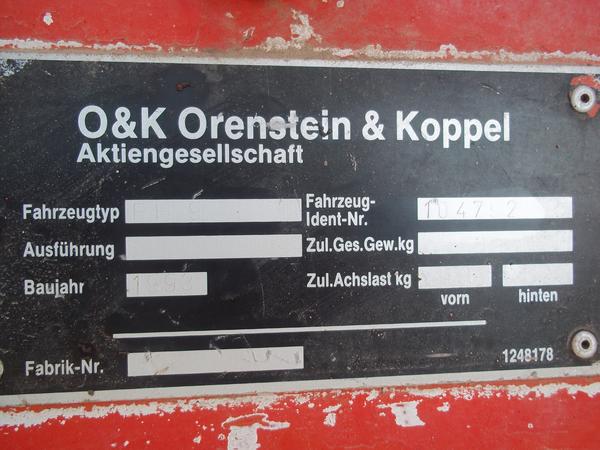 O&K Orenstein & Koppel
Aktiengesellschaft
Fahrzeugtyp
Fahrzeug-
Ident-Nr.
Ausführung
Zul.Ges.Gew.kg
Baujahr
Zul.Achslast kg
vorn hinten
Fabrik-Nr.
1248178